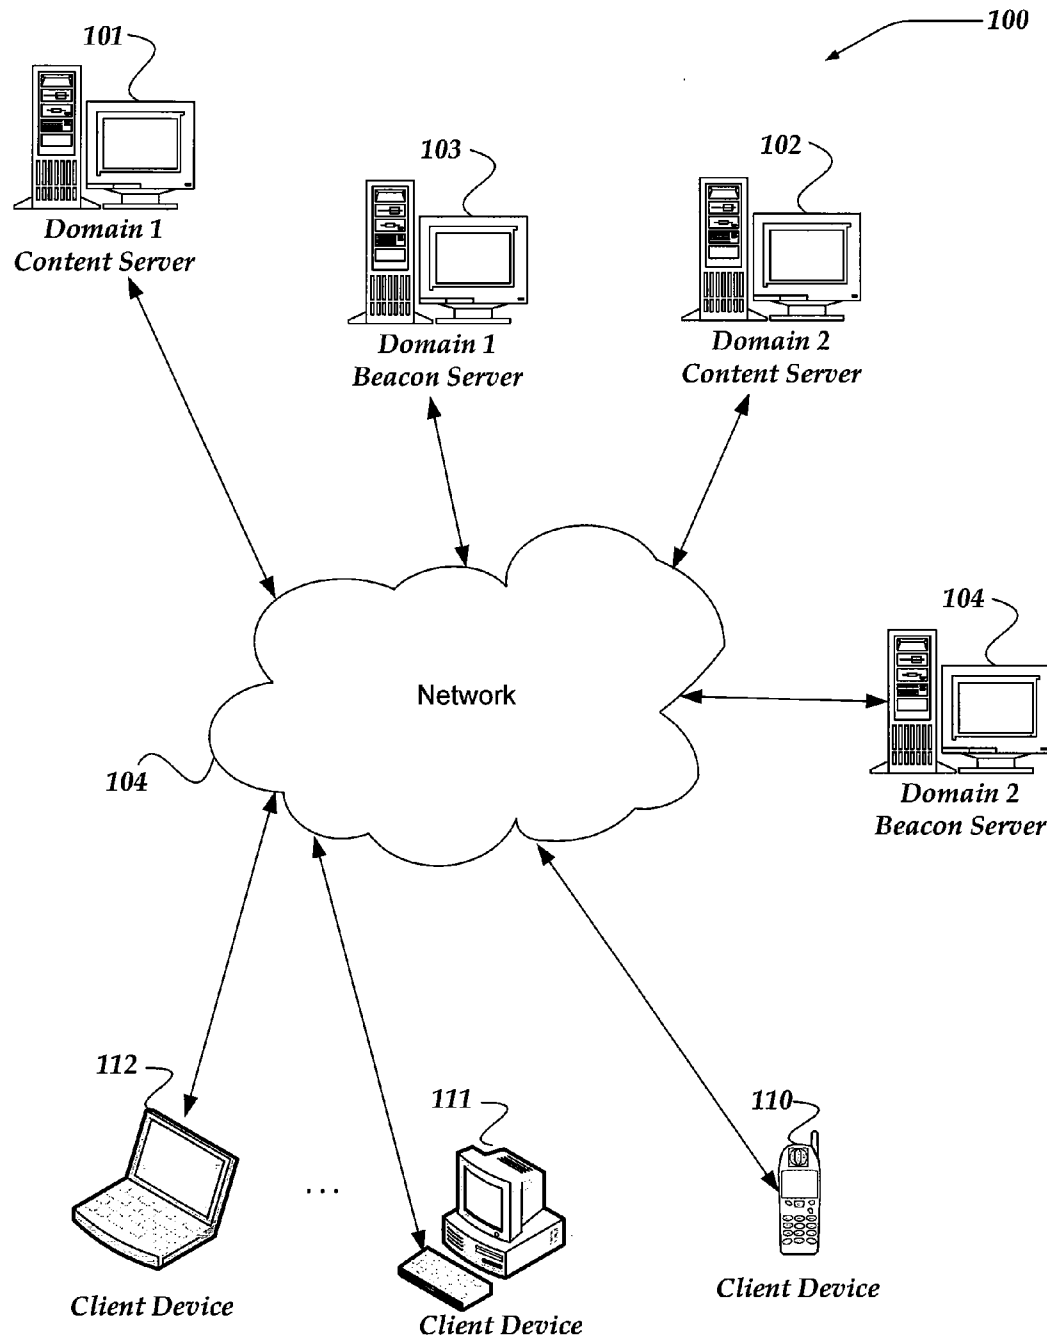 100
101
Domain 1
Content Server
103
Domain 1
Beacon Server
102
Domain 2
Content Server
104
Domain 2
Beacon Server
Network
104
112
Client Device
...
111
Client Device
110
Client Device